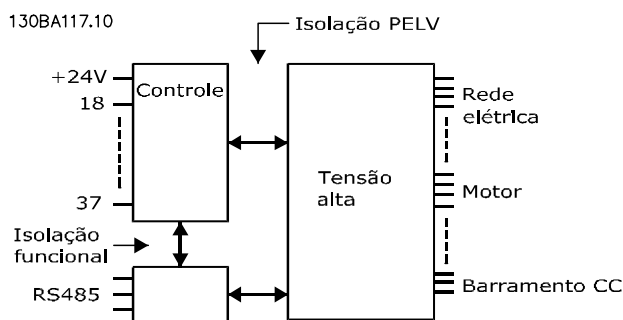 130BA117.10
Isolação PELV
+24V
18
37
Controle
Tensão
alta
Rede
elétrica
Motor
Barramento CC
Isolação
funcional
RS485